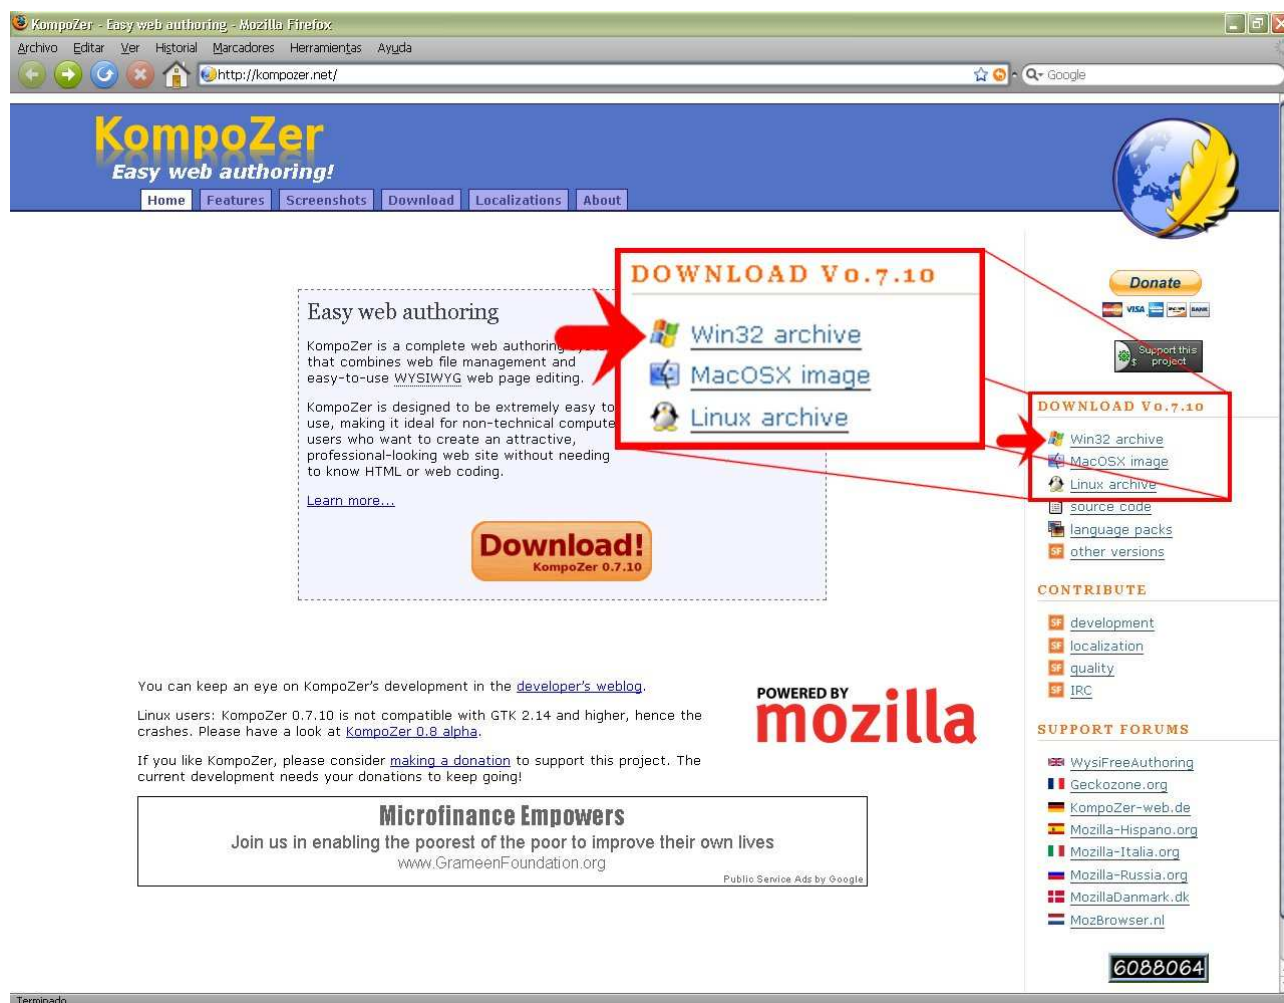 KompoZer - Easy web authoring - Mozilla Firefox
Archivo Editar Ver Historial Marcadores Herramientas Ayuda
http://kompozer.net/
Google
KompoZer
Easy web authoring!
Home Features Screenshots Download Localizations About
Easy web authoring
KompoZer is a complete web authoring
that combines web file management and
easy-to-use WYSIWYG web page editing.
KompoZer is designed to be extremely easy to
use, making it ideal for non-technical compute
users who want to create an attractive,
professional-looking web site without needing
to know HTML or web coding.
Learn more...
Download!
KompoZer 0.7.10
DOWNLOAD V0.7.10
Win32 archive
MacOSX image
Linux archive
You can keep an eye on KompoZer's development in the developer's weblog.
Linux users: KompoZer 0.7.10 is not compatible with GTK 2.14 and higher, hence the
crashes. Please have a look at KompoZer 0.8 alpha.
If you like KompoZer, please consider making a donation to support this project. The
current development needs your donations to keep going!
POWERED BY
mozilla
Microfinance Empowers
Join us in enabling the poorest of the poor to improve their own lives
www.GrameenFoundation.org
Public Service Ads by Google
Donate
VISA
BANK
Support this
project
DOWNLOAD V0.7.10
Win32 archive
MacOSX image
Linux archive
source code
language packs
SF other versions
CONTRIBUTE
SF development
SF localization
SF quality
SF IRC
SUPPORT FORUMS
WysiFreeAuthoring
Geckozone.org
KompoZer-web.de
Mozilla-Hispano.org
Mozilla-Italia.org
Mozilla-Russia.org
MozillaDanmark.dk
MozBrowser.nl
6088064
Terminado